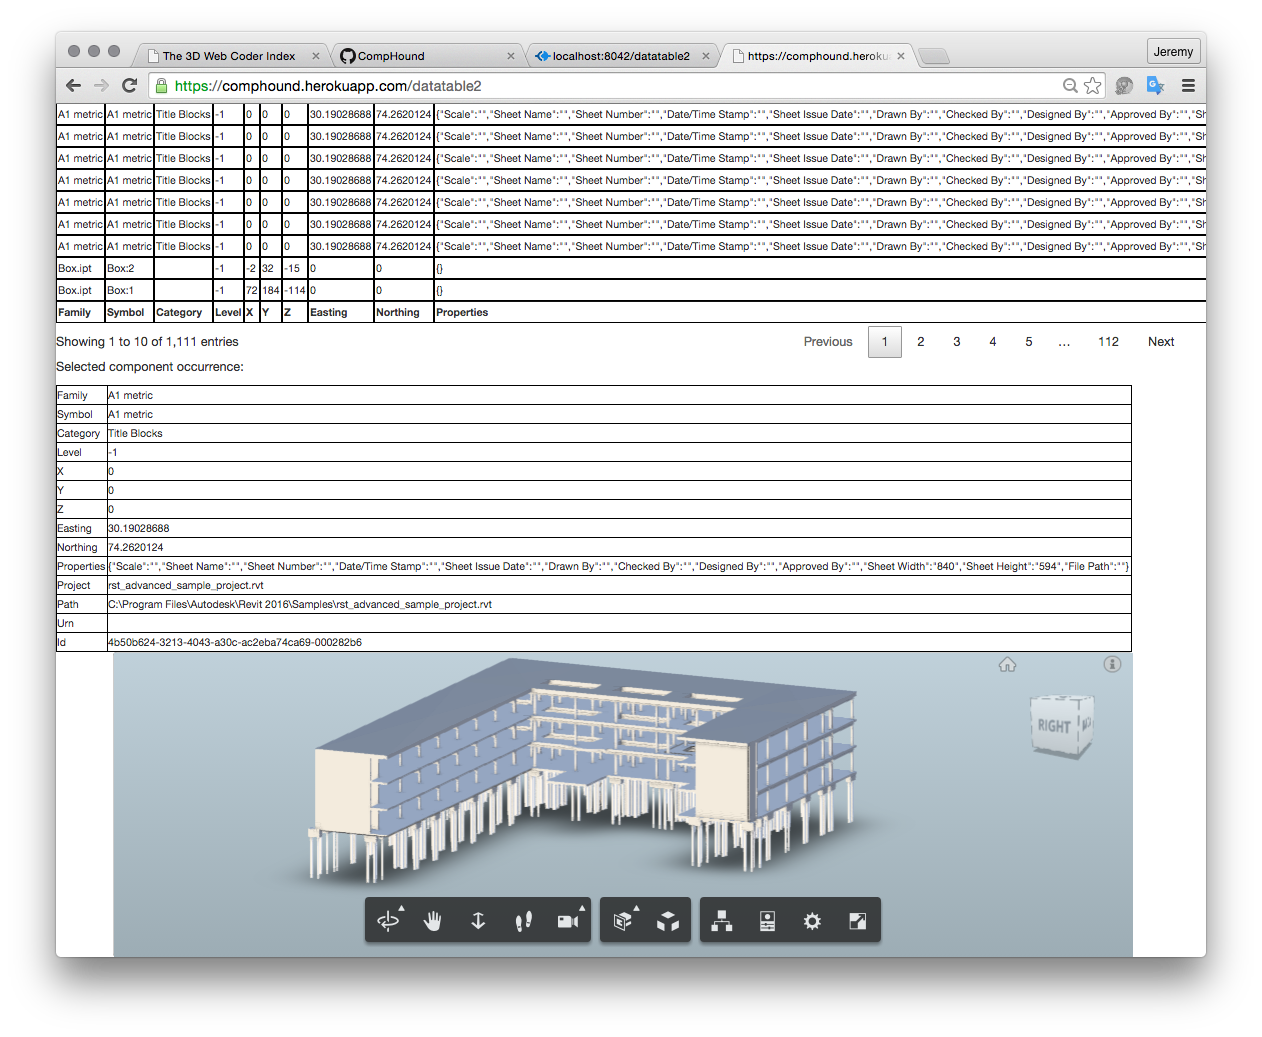 The 3D Web Coder Index
CompHound
localhost:8042/datatable2
https://comphound.heroku
Jeremy
https://comphound.herokuapp.com/datatable2
A1 metric A1 metric Title Blocks -1 0 0 0 30.19028688 74.2620124 {"Scale":"","Sheet Name":"","Sheet Number":"","Date/Time Stamp":"","Sheet Issue Date":"","Drawn By":"","Checked By":"","Designed By":"","Approved By":"","Sh
A1 metric A1 metric Title Blocks -1 0 0 0 30.19028688 74.2620124 {"Scale":"","Sheet Name":"","Sheet Number":"","Date/Time Stamp":"","Sheet Issue Date":"","Drawn By":"","Checked By":"","Designed By":"","Approved By":"","Sh
A1 metric A1 metric Title Blocks -1 0 0 0 30.19028688 74.2620124 {"Scale":"","Sheet Name":"","Sheet Number":"","Date/Time Stamp":"","Sheet Issue Date":"","Drawn By":"","Checked By":"","Designed By":"","Approved By":"","Sh
A1 metric A1 metric Title Blocks -1 0 0 0 30.19028688 74.2620124 {"Scale":"","Sheet Name":"","Sheet Number":"","Date/Time Stamp":"","Sheet Issue Date":"","Drawn By":"","Checked By":"","Designed By":"","Approved By":"","Sh
A1 metric A1 metric Title Blocks -1 0 0 0 30.19028688 74.2620124 {"Scale":"","Sheet Name":"","Sheet Number":"","Date/Time Stamp":"","Sheet Issue Date":"","Drawn By":"","Checked By":"","Designed By":"","Approved By":"","Sh
A1 metric A1 metric Title Blocks -1 0 0 0 30.19028688 74.2620124 {"Scale":"","Sheet Name":"","Sheet Number":"","Date/Time Stamp":"","Sheet Issue Date":"","Drawn By":"","Checked By":"","Designed By":"","Approved By":"","Sh
A1 metric A1 metric Title Blocks -1 0 0 0 30.19028688 74.2620124 {"Scale":"","Sheet Name":"","Sheet Number":"","Date/Time Stamp":"","Sheet Issue Date":"","Drawn By":"","Checked By":"","Designed By":"","Approved By":"","Sh
Box.ipt Box:2 -1 -2 32 -15 0 0 {}
Box.ipt Box:1 -1 72 184 -114 0 0 {}
Family Symbol Category Level X Y Z Easting Northing Properties
Showing 1 to 10 of 1,111 entries
Previous 1 2 3 4 5 … 112 Next
Selected component occurrence:
Family A1 metric
Symbol A1 metric
Category Title Blocks
Level -1
X 0
Y 0
Z 0
Easting 30.19028688
Northing 74.2620124
Properties {"Scale":"","Sheet Name":"","Sheet Number":"","Date/Time Stamp":"","Sheet Issue Date":"","Drawn By":"","Checked By":"","Designed By":"","Approved By":"","Sheet Width":"840","Sheet Height":"594","File Path":""}
Project rst_advanced_sample_project.rvt
Path C:\Program Files\Autodesk\Revit 2016\Samples\rst_advanced_sample_project.rvt
Urn
Id 4b50b624-3213-4043-a30c-ac2eba74ca69-000282b6
RIGHT